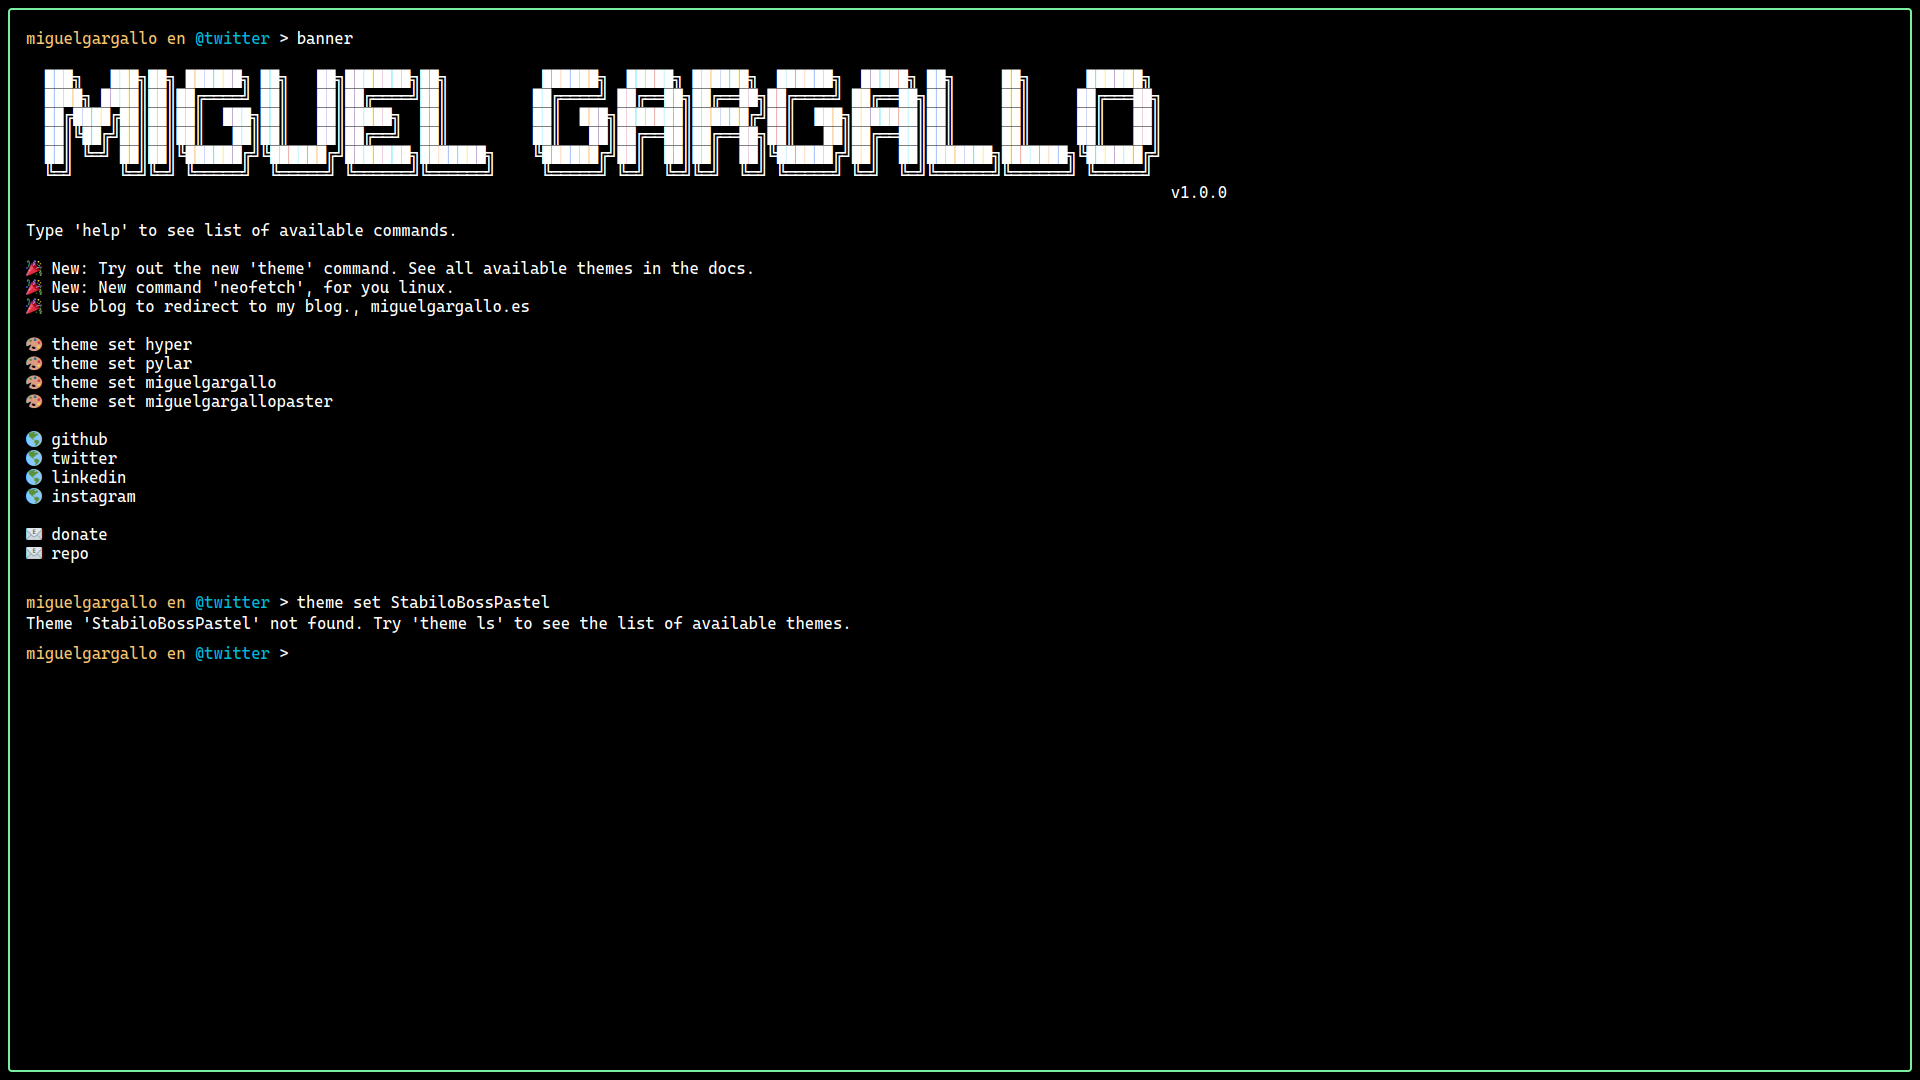 miguelgargallo en @twitter > banner
MIGUEL GARGALLO
v1.0.0
Type 'help' to see list of available commands.
🎉 New: Try out the new 'theme' command. See all available themes in the docs.
🎉 New: New command 'neofetch', for you linux.
🎉 Use blog to redirect to my blog., miguelgargallo.es
🎨 theme set hyper
🎨 theme set pylar
🎨 theme set miguelgargallo
🎨 theme set miguelgargallopaster
🌎 github
🌎 twitter
🌎 linkedin
🌎 instagram
📧 donate
📧 repo
miguelgargallo en @twitter > theme set StabiloBossPastel
Theme 'StabiloBossPastel' not found. Try 'theme ls' to see the list of available themes.
miguelgargallo en @twitter >